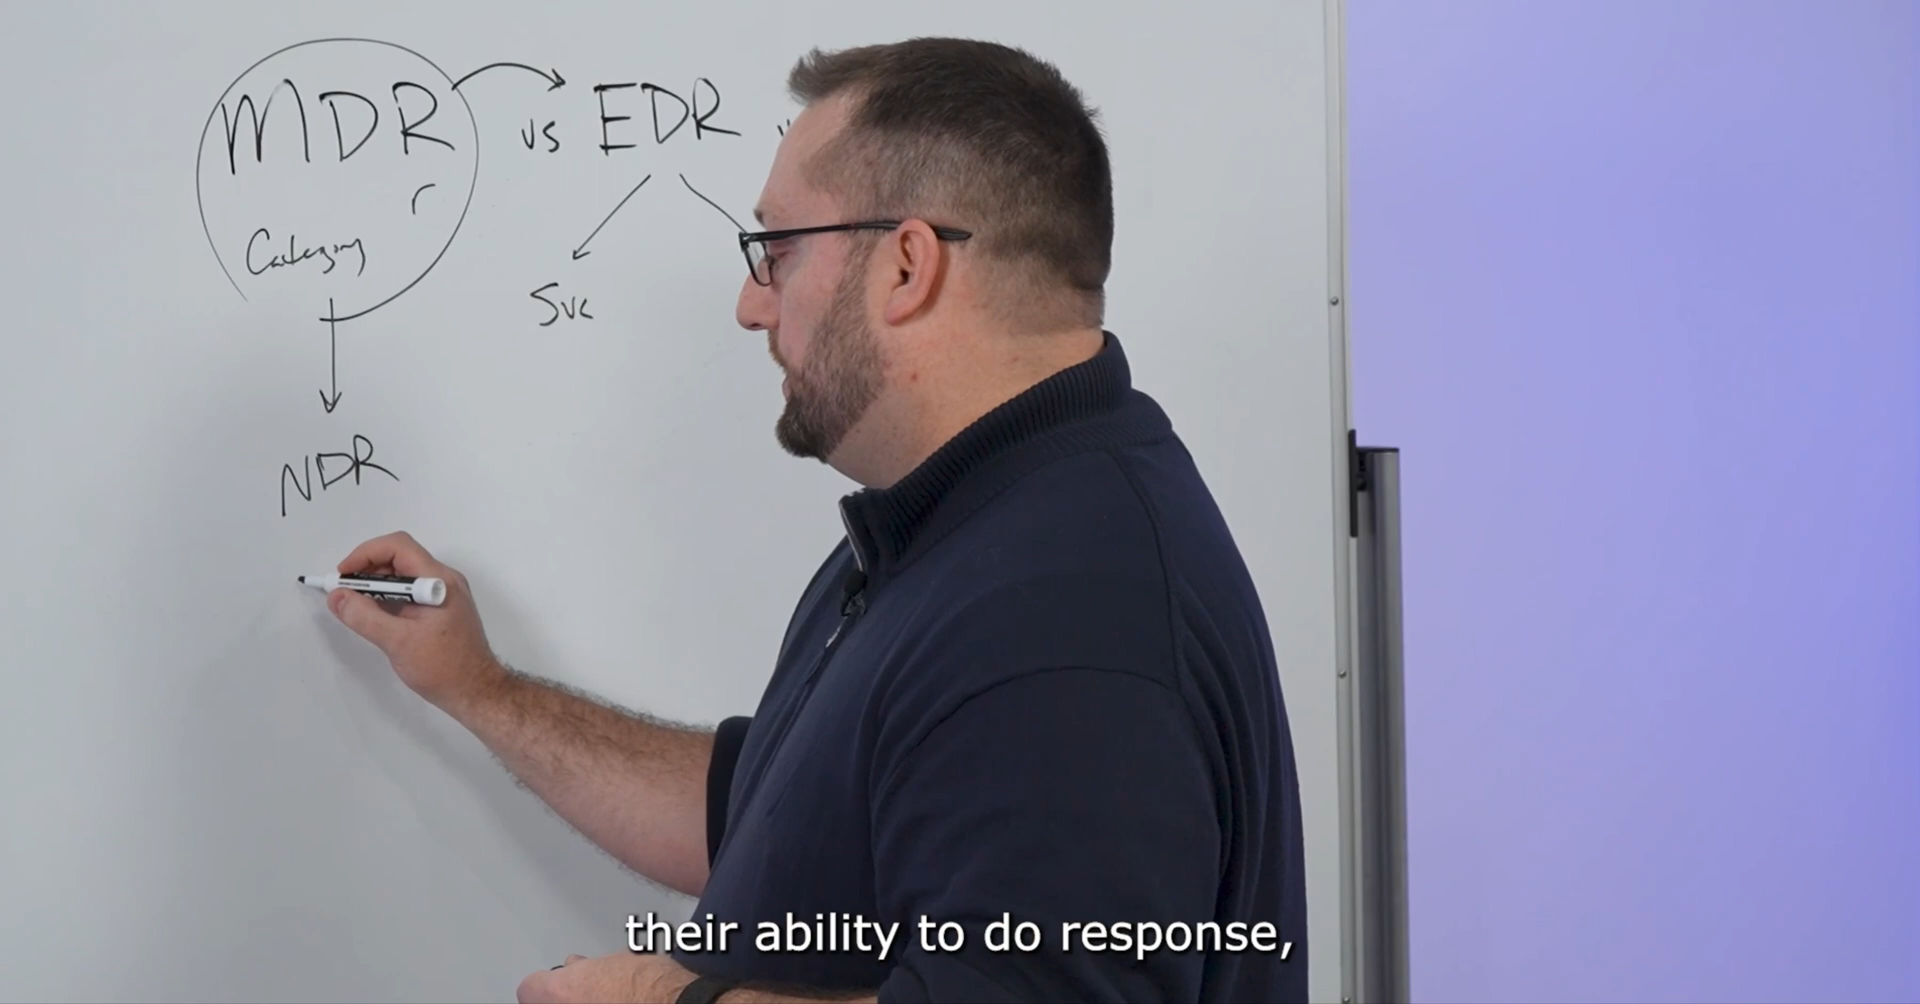 MDR vs EDR
r
Category
Svc
NDR
their ability to do response,